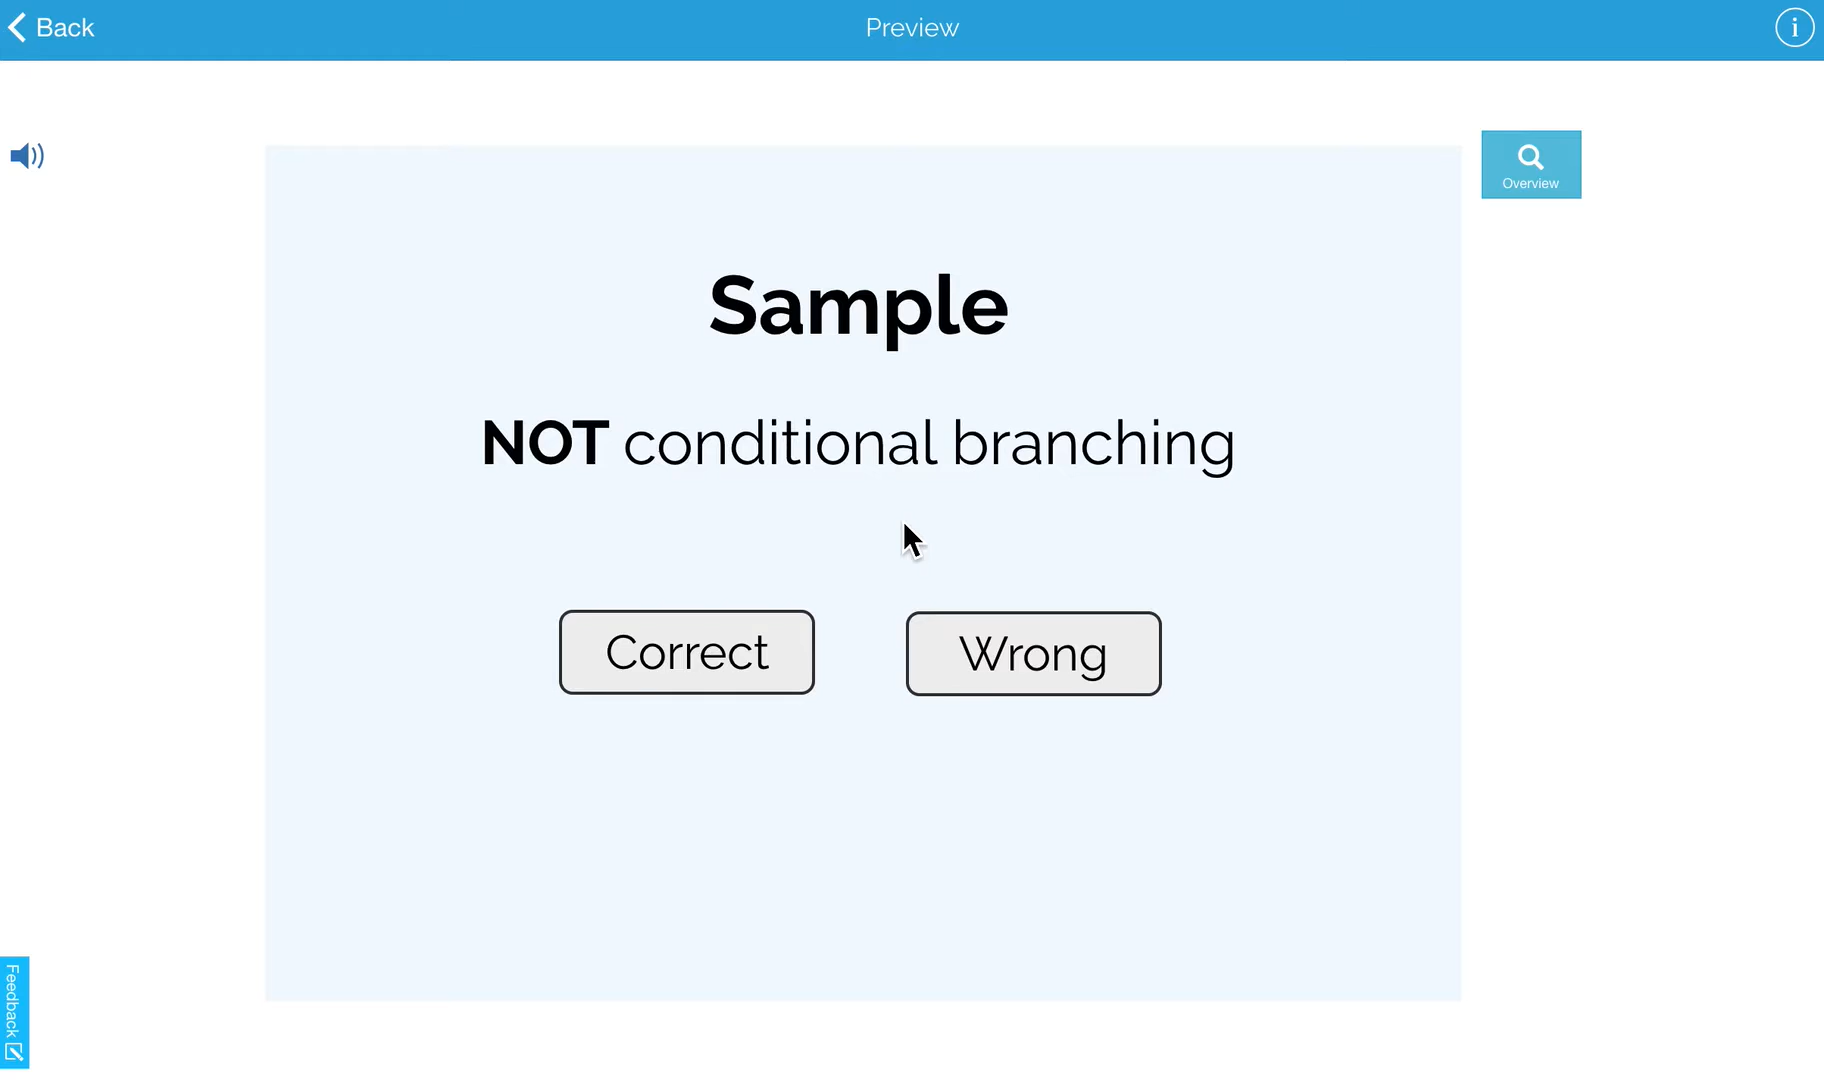 Back
Preview
i
Overview
Sample
NOT conditional branching
Correct
Wrong
Feedback